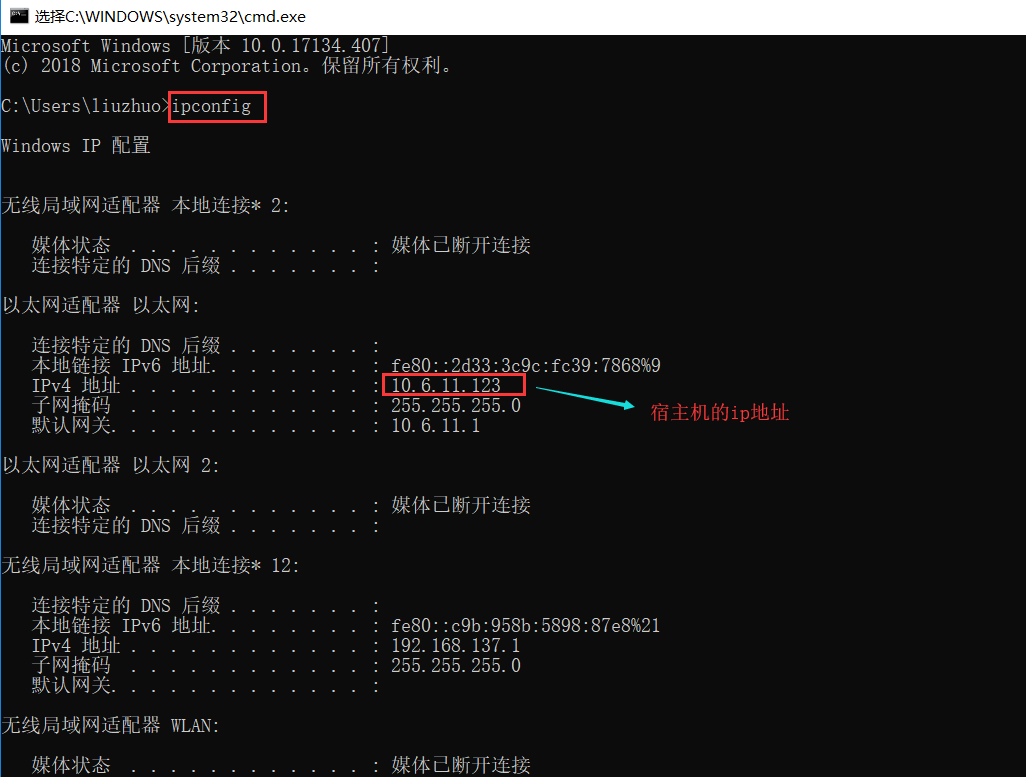 选择C:\WINDOWS\system32\cmd.exe
Microsoft Windows [版本 10.0.17134.407]
(c) 2018 Microsoft Corporation。保留所有权利。
C:\Users\liuzhuo>ipconfig
Windows IP 配置
无线局域网适配器 本地连接* 2:
媒体状态 . . . . . . . . . . . . : 媒体已断开连接
连接特定的 DNS 后缀 . . . . . . . :
以太网适配器 以太网:
连接特定的 DNS 后缀 . . . . . . . :
本地链接 IPv6 地址. . . . . . . . : fe80::2d33:3c9c:fc39:7868%9
IPv4 地址 . . . . . . . . . . . . : 10.6.11.123
子网掩码 . . . . . . . . . . . . : 255.255.255.0
宿主机的ip地址
默认网关. . . . . . . . . . . . . : 10.6.11.1
以太网适配器 以太网 2:
媒体状态 . . . . . . . . . . . . : 媒体已断开连接
连接特定的 DNS 后缀 . . . . . . . :
无线局域网适配器 本地连接* 12:
连接特定的 DNS 后缀 . . . . . . . :
本地链接 IPv6 地址. . . . . . . . : fe80::c9b:958b:5898:87e8%21
IPv4 地址 . . . . . . . . . . . . : 192.168.137.1
子网掩码 . . . . . . . . . . . . : 255.255.255.0
默认网关. . . . . . . . . . . . . :
无线局域网适配器 WLAN:
媒体状态 . . . . . . . . . . . . : 媒体已断开连接